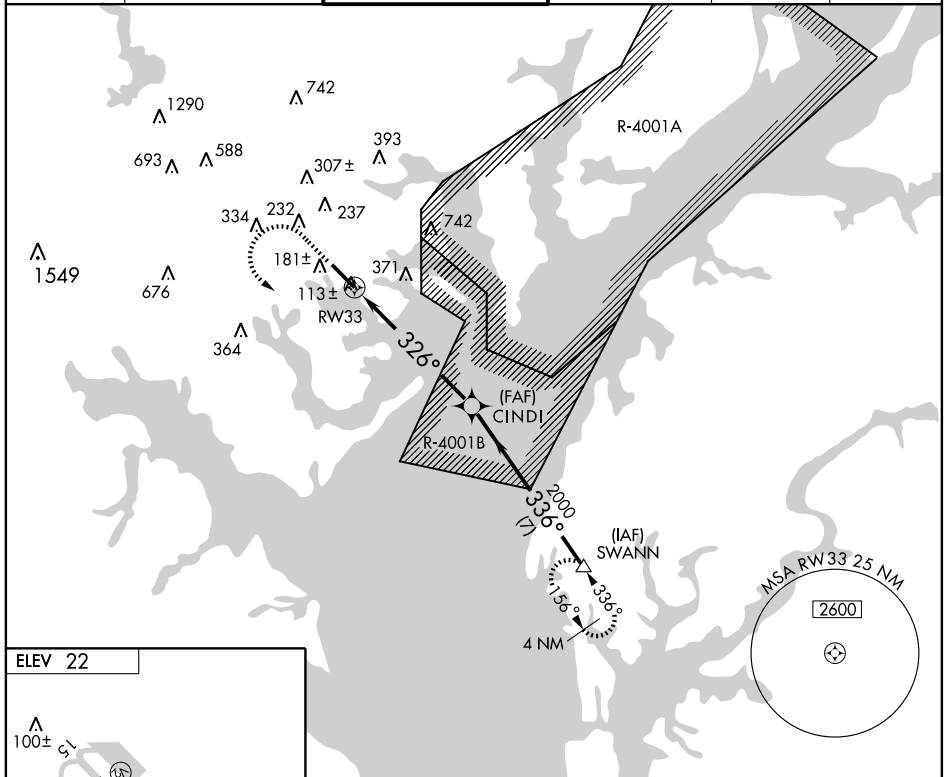 742
1290
R-4001A
393
693
588
307±
334
232
237
742
181±
371
1549
113±
676
RW33
364
326°
(FAF)
CINDI
R-4001B
2000
336°
(7)
(IAF)
SWANN
MSA RW33 25 NM
156°
336°
2600
4 NM
ELEV 22
100±
15